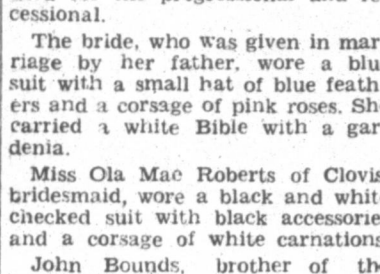 cessional.
The bride, who was given in mar
riage by her father, wore a blu
suit with a small hat of blue feath
ers and a corsage of pink roses. Sh
carried a white Bible with a gar
denia.
Miss Ola Mae Roberts of Clovis
bridesmaid, wore a black and whit
checked suit with black accessorie
and a corsage of white carnations
John Bounds, brother of th